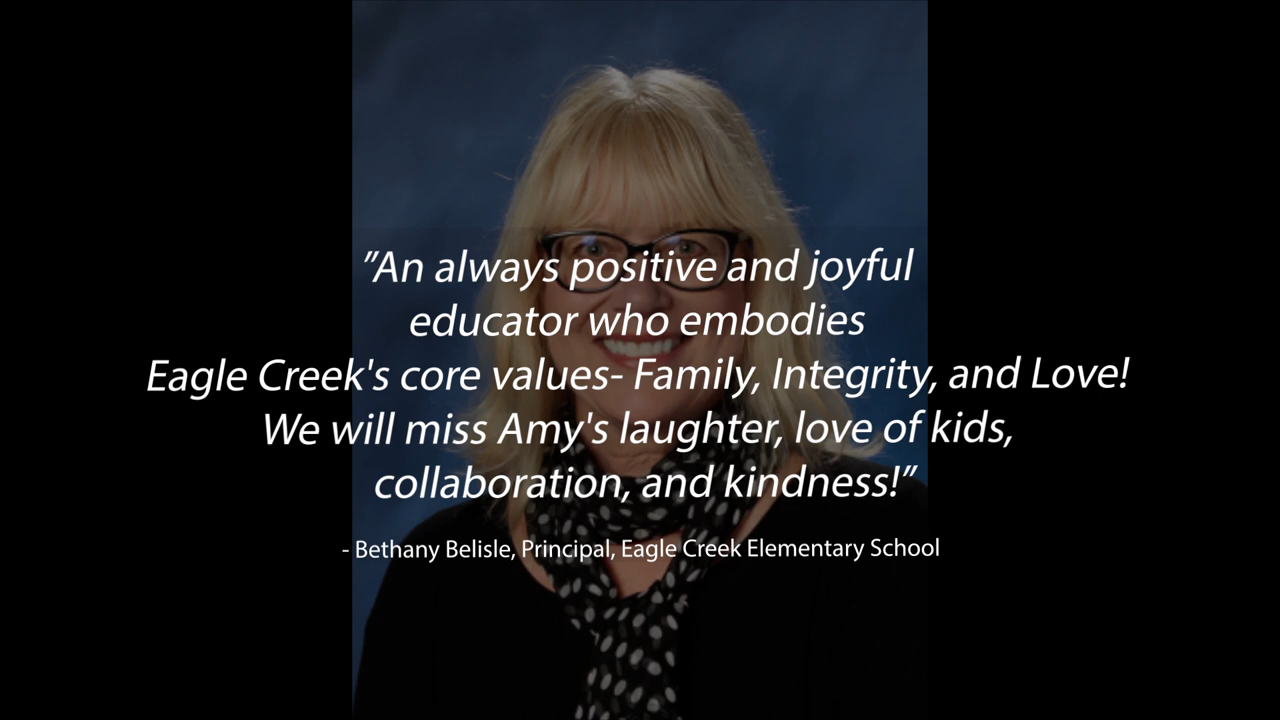 "An always positive and joyful
educator who embodies
Eagle Creek's core values- Family, Integrity, and Love!
We will miss Amy's laughter, love of kids,
collaboration, and kindness!"
- Bethany Belisle, Principal, Eagle Creek Elementary School